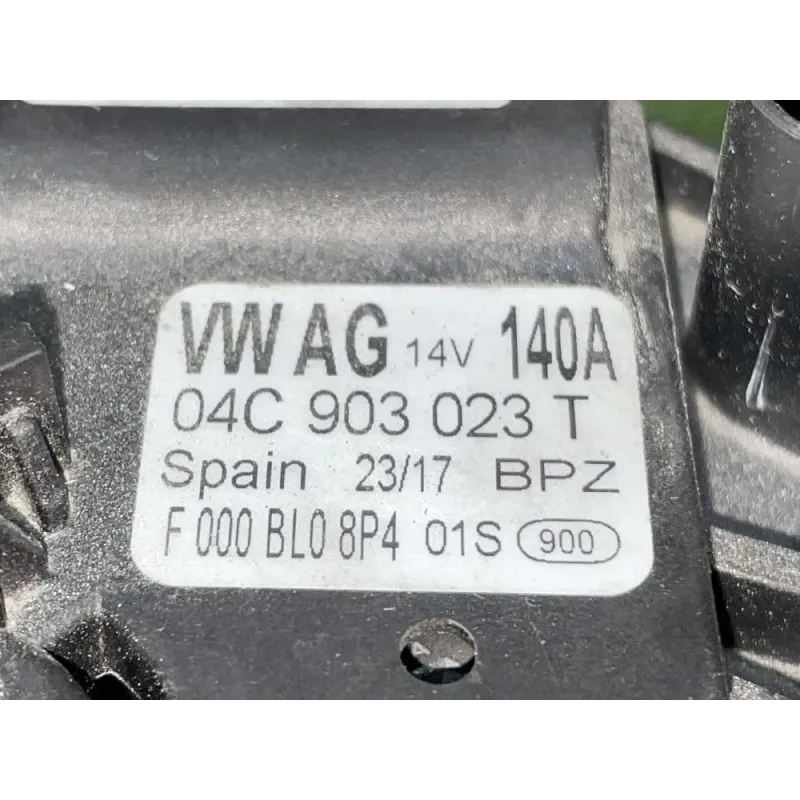 VW AG 14V 140A
04C 903 023 T
Spain 23/17 BPZ
F 000 BL0 8P4 01S 900